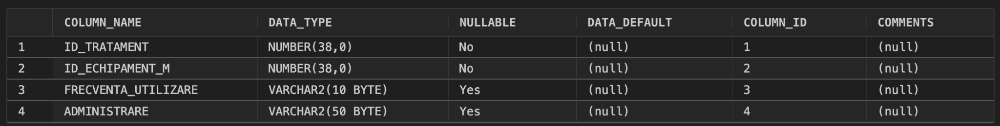 COLUMN_NAME DATA_TYPE NULLABLE DATA_DEFAULT COLUMN_ID COMMENTS
1 ID_TRATAMENT NUMBER(38,0) No (null) 1 (null)
2 ID_ECHIPAMENT_M NUMBER(38,0) No (null) 2 (null)
3 FRECVENTA_UTILIZARE VARCHAR2(10 BYTE) Yes (null) 3 (null)
4 ADMINISTRARE VARCHAR2(50 BYTE) Yes (null) 4 (null)